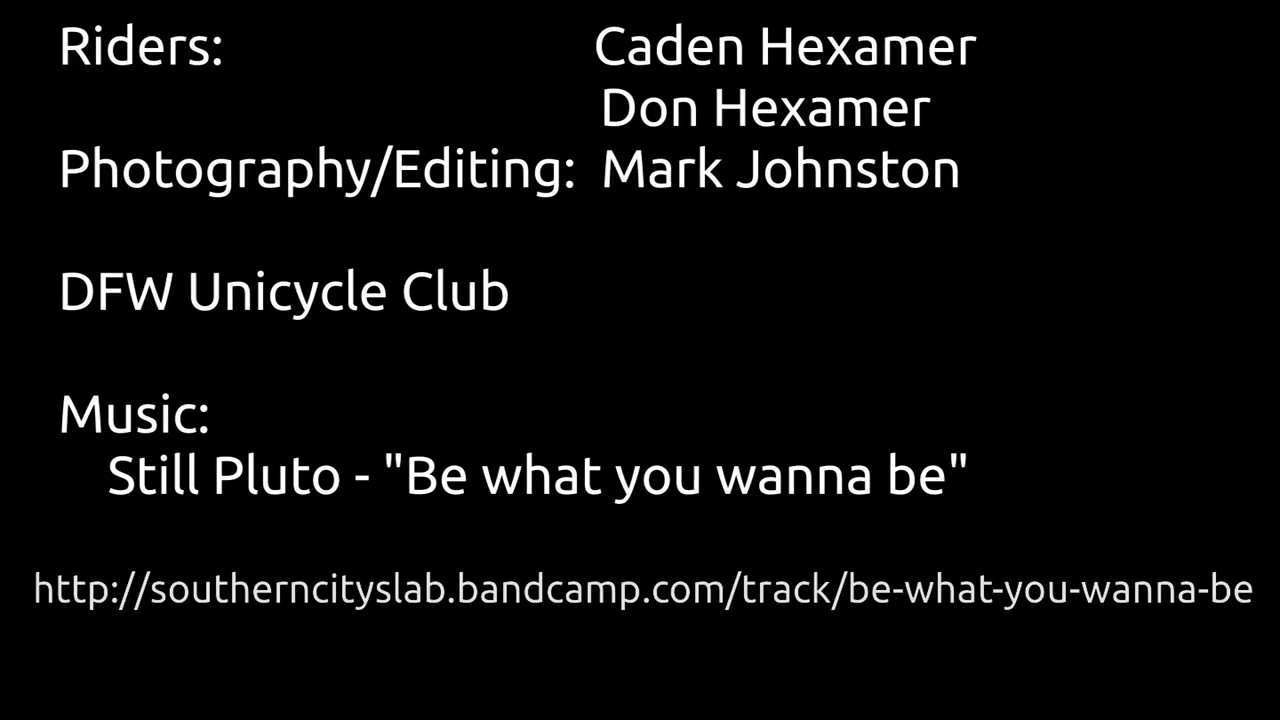 Riders: Caden Hexamer
Don Hexamer
Photography/Editing: Mark Johnston
DFW Unicycle Club
Music:
Still Pluto - "Be what you wanna be"
http://southerncityslab.bandcamp.com/track/be-what-you-wanna-be